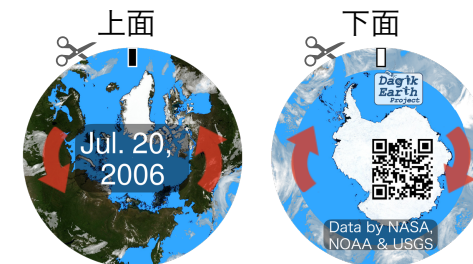 上面
下面
Jul. 20,
2006
Dagik
Earth
Project
Data by NASA,
NOAA & USGS